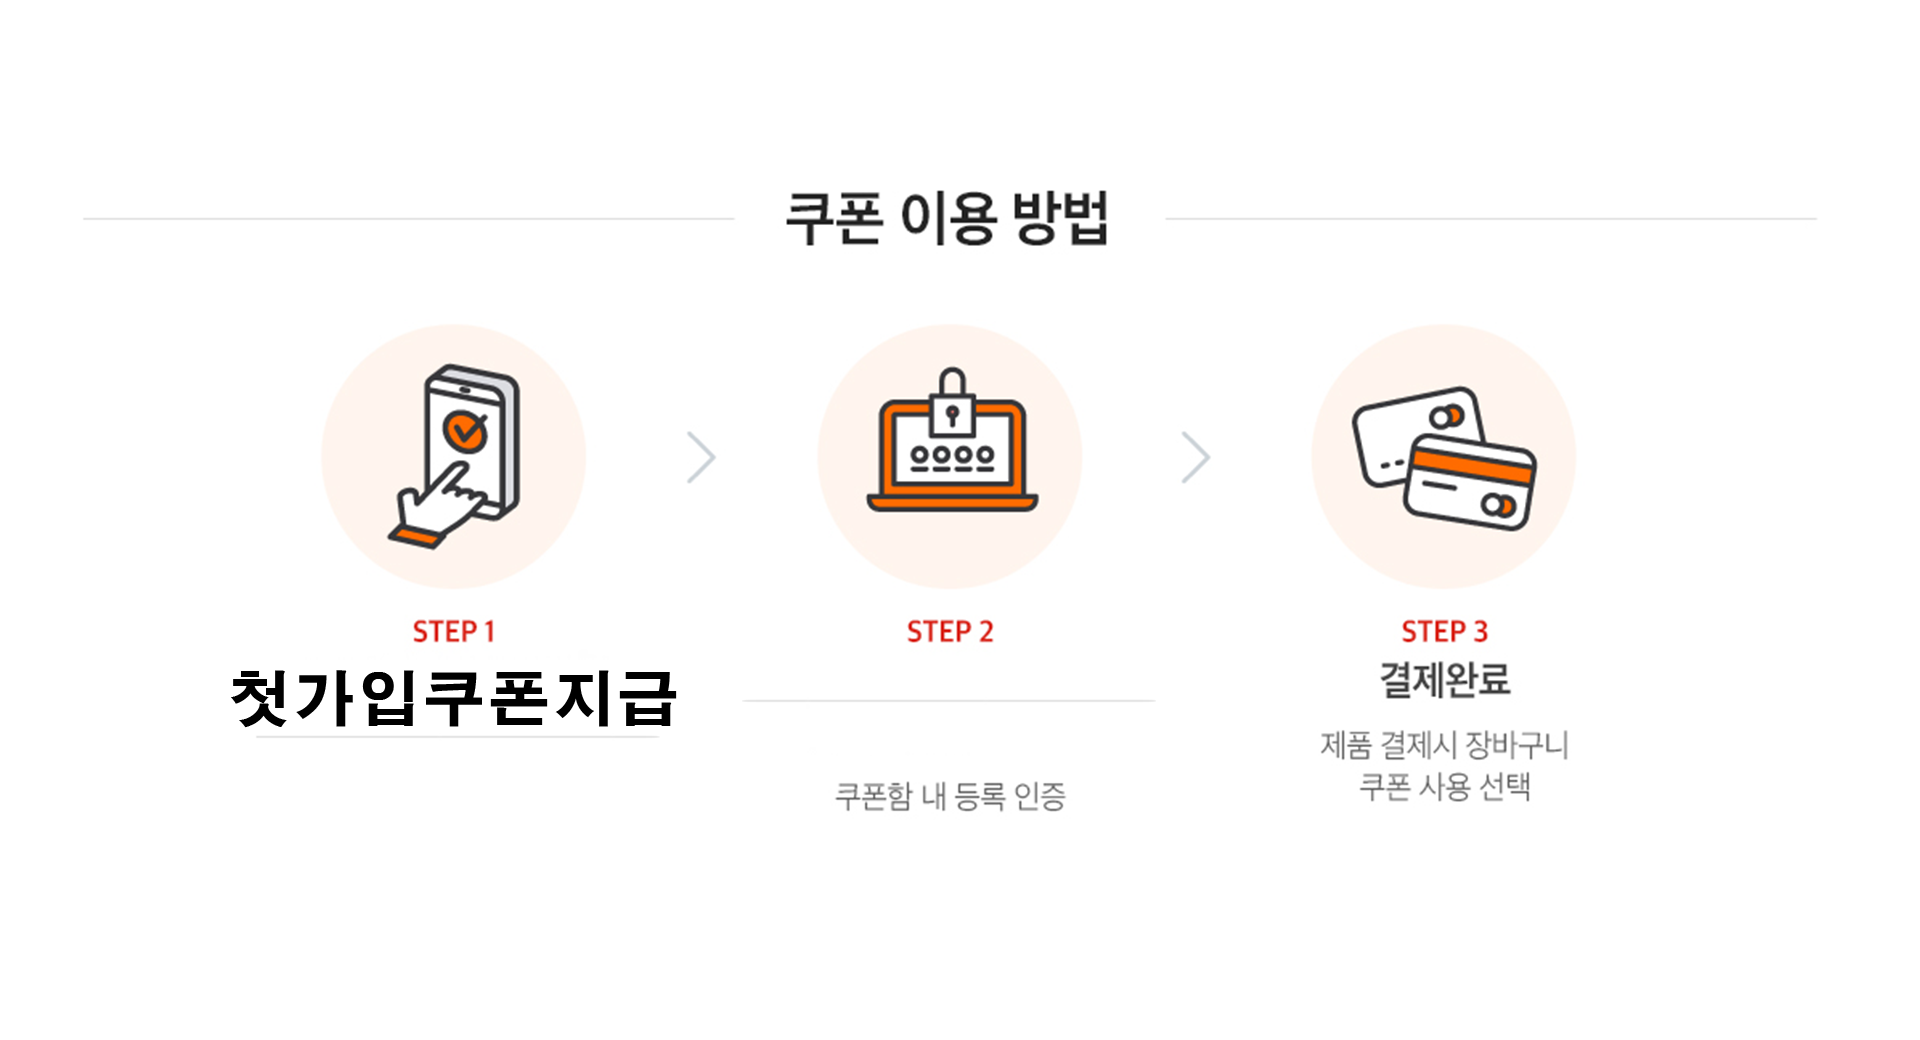 쿠폰 이용 방법
STEP 1
첫가입쿠폰지급
STEP 2
쿠폰함 내 등록 인증
STEP 3
결제완료
제품 결제시 장바구니
쿠폰 사용 선택